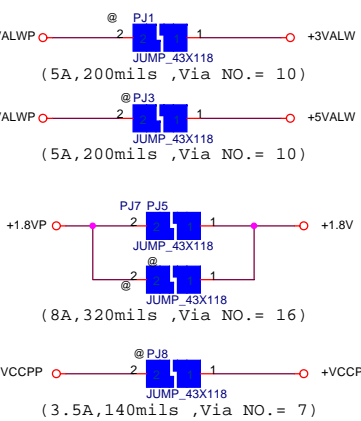 @ PJ1
VALWP 2 2 1 1 +3VALW
JUMP_43X118
(5A,200mils ,Via NO.= 10)
@ PJ3
VALWP 2 2 1 1 +5VALW
JUMP_43X118
(5A,200mils ,Via NO.= 10)
PJ7 PJ5
+1.8VP 2 2 1 1 +1.8V
JUMP_43X118
@
@ 2 2 1 1
JUMP_43X118
(8A,320mils ,Via NO.= 16)
@ PJ8
VCCPP 2 2 1 1 +VCCP
JUMP_43X118
(3.5A,140mils ,Via NO.= 7)